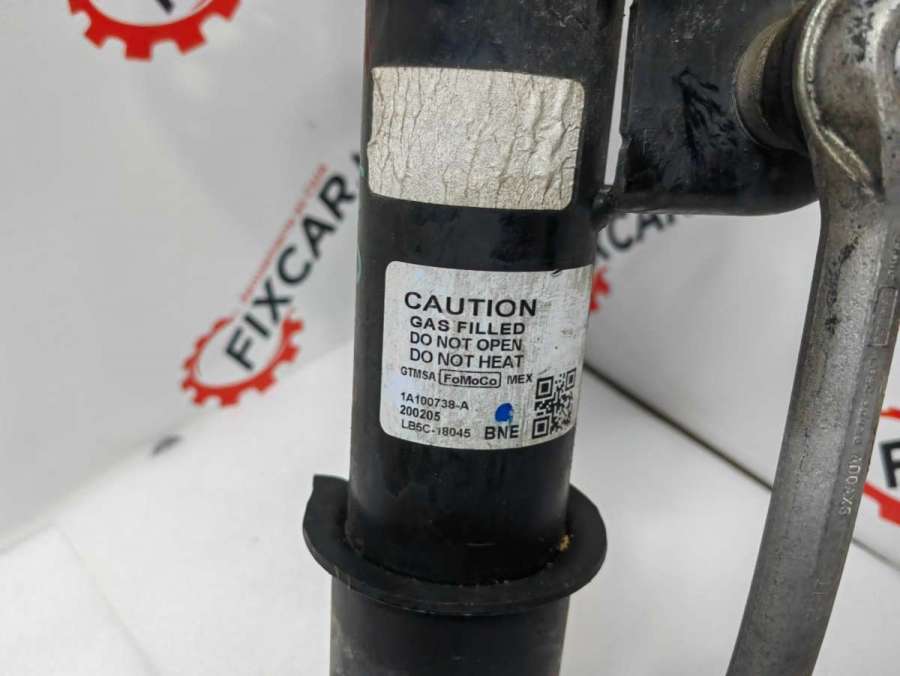 FIXCAR
CAUTION
GAS FILLED
DO NOT OPEN
DO NOT HEAT
GTMSA FoMoCo MEX
1A100738-A
200205
LB5C-18045 BNE